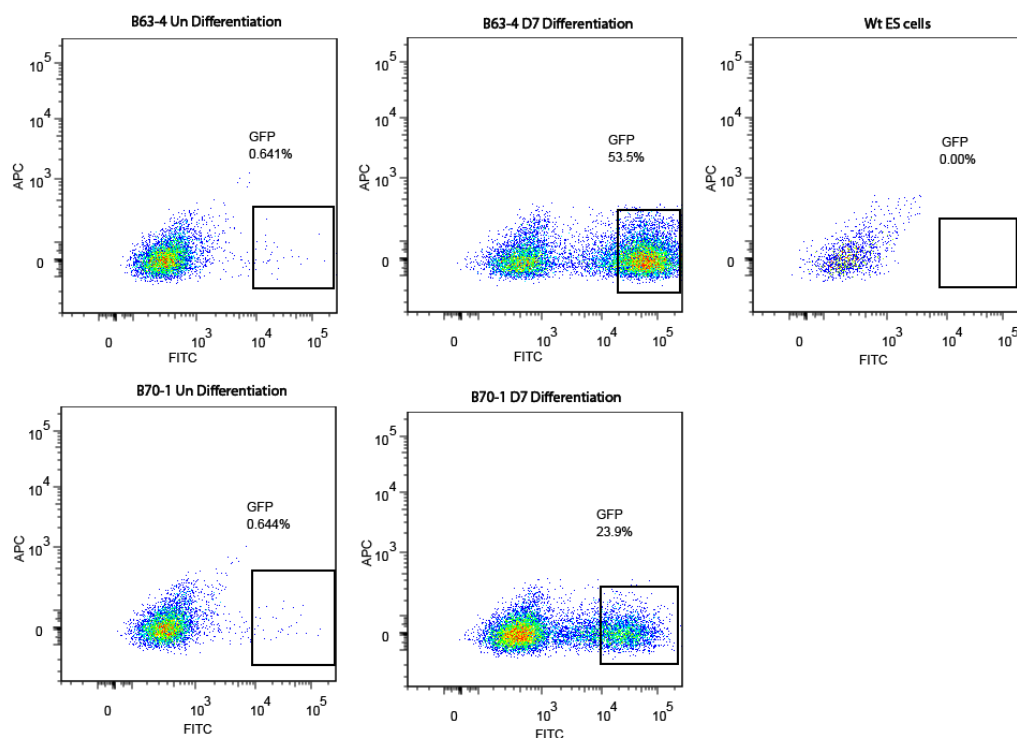 B63-4 Un Differentiation
10^5
10^4
10^3
0
APC
GFP
0.641%
0
10^3
10^4
10^5
FITC
B63-4 D7 Differentiation
10^5
10^4
10^3
0
APC
GFP
53.5%
0
10^3
10^4
10^5
FITC
Wt ES cells
10^5
10^4
10^3
0
APC
GFP
0.00%
0
10^3
10^4
10^5
FITC
B70-1 Un Differentiation
10^5
10^4
10^3
0
APC
GFP
0.644%
0
10^3
10^4
10^5
FITC
B70-1 D7 Differentiation
10^5
10^4
10^3
0
APC
GFP
23.9%
0
10^3
10^4
10^5
FITC